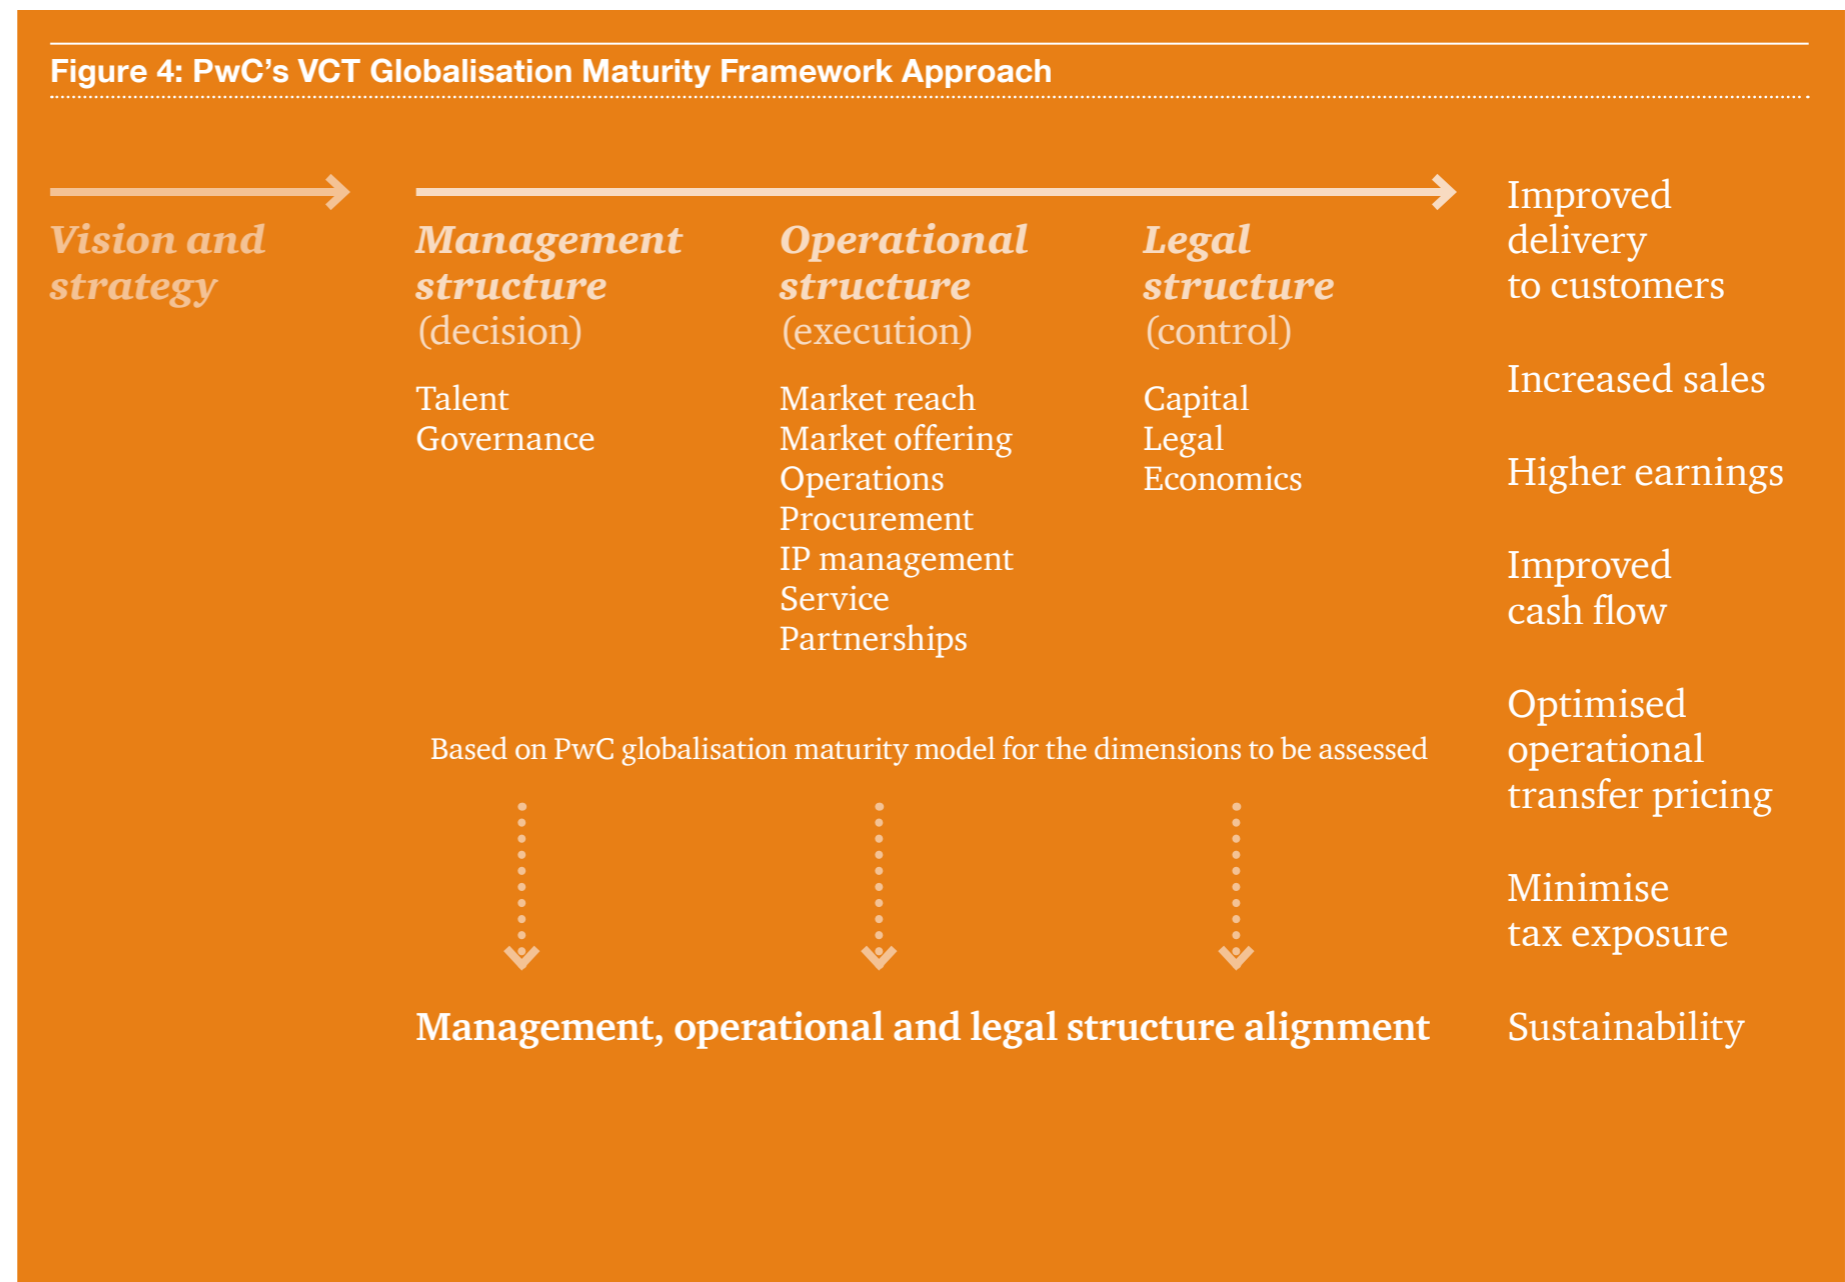 Figure 4: PwC's VCT Globalisation Maturity Framework Approach
Vision and
strategy
Management
structure
(decision)
Talent
Governance
Operational
structure
(execution)
Market reach
Market offering
Operations
Procurement
IP management
Service
Partnerships
Legal
structure
(control)
Capital
Legal
Economics
Based on PwC globalisation maturity model for the dimensions to be assessed
Management, operational and legal structure alignment
Improved
delivery
to customers
Increased sales
Higher earnings
Improved
cash flow
Optimised
operational
transfer pricing
Minimise
tax exposure
Sustainability